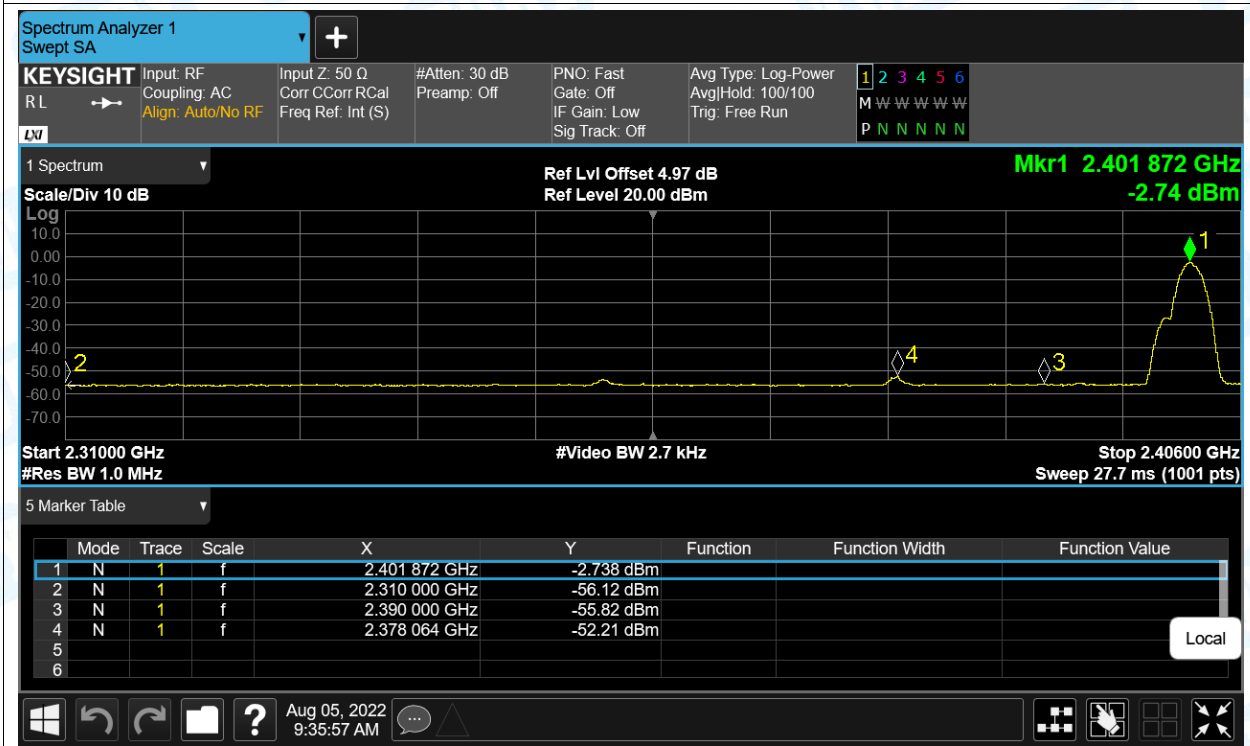 Spectrum Analyzer 1
Swept SA
KEYSIGHT
R L
LXI
Input: RF
Coupling: AC
Align: Auto/No RF
Input Z: 50 Ω
Corr CCorr RCal
Freq Ref: Int (S)
#Atten: 30 dB
Preamp: Off
PNO: Fast
Gate: Off
IF Gain: Low
Sig Track: Off
Avg Type: Log-Power
Avg|Hold: 100/100
Trig: Free Run
1 2 3 4 5 6
M W W W W W
P N N N N N
1 Spectrum
Scale/Div 10 dB
Ref Lvl Offset 4.97 dB
Ref Level 20.00 dBm
Mkr1 2.401 872 GHz
-2.74 dBm
Log
10.0
0.00
-10.0
-20.0
-30.0
-40.0
-50.0
-60.0
-70.0
1
2
4
3
Start 2.31000 GHz
#Video BW 2.7 kHz
Stop 2.40600 GHz
#Res BW 1.0 MHz
Sweep 27.7 ms (1001 pts)
5 Marker Table
Mode Trace Scale X Y Function Function Width Function Value
1 N 1 f 2.401 872 GHz -2.738 dBm
2 N 1 f 2.310 000 GHz -56.12 dBm
3 N 1 f 2.390 000 GHz -55.82 dBm
4 N 1 f 2.378 064 GHz -52.21 dBm
5
6
Local
?
Aug 05, 2022
9:35:57 AM